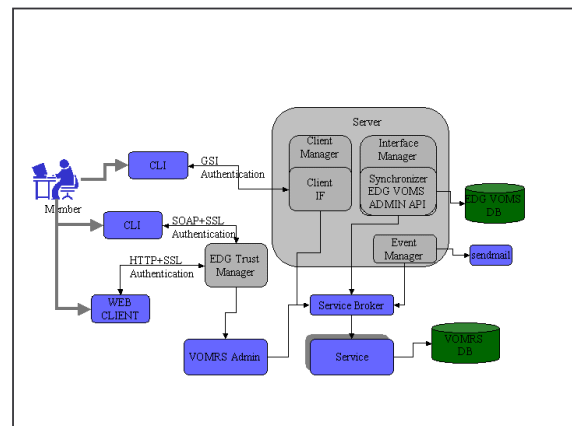 Server
Client
Manager
Interface
Manager
CLI
GSI
Authentication
Client
IF
Synchronizer
EDG VOMS
ADMIN API
EDG VOMS
DB
Member
CLI
SOAP+SSL
Authentication
EDG Trust
Manager
Event
Manager
sendmail
HTTP+SSL
Authentication
WEB
CLIENT
Service Broker
VOMRS Admin
Service
VOMRS
DB